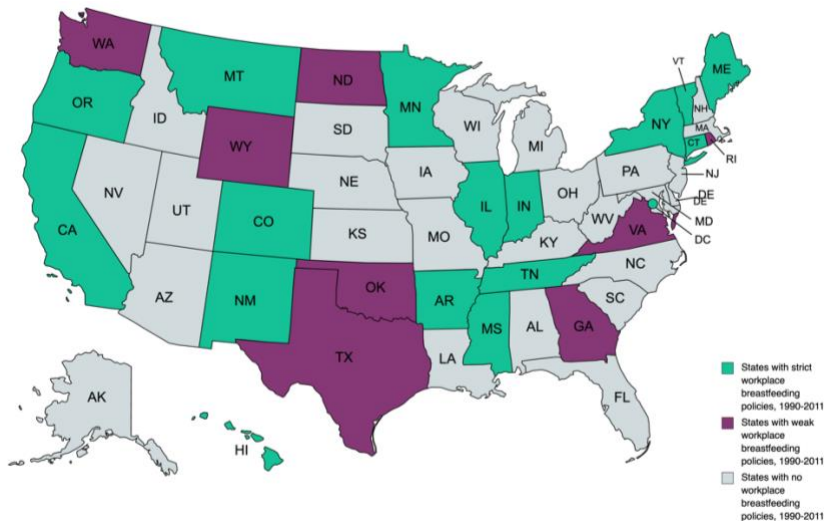 WA
MT
ND
MN
VT
ME
OR
ID
SD
WI
MI
NY
NH
MA
CT
RI
WY
NE
IA
PA
NJ
NV
UT
CO
KS
MO
IL
IN
OH
WV
VA
DE
DE
MD
DC
CA
KY
AZ
NM
OK
AR
TN
NC
SC
TX
LA
MS
AL
GA
FL
AK
HI
States with strict
workplace
breastfeeding
policies, 1990-2011
States with weak
workplace
breastfeeding
policies, 1990-2011
States with no
workplace
breastfeeding
policies, 1990-2011